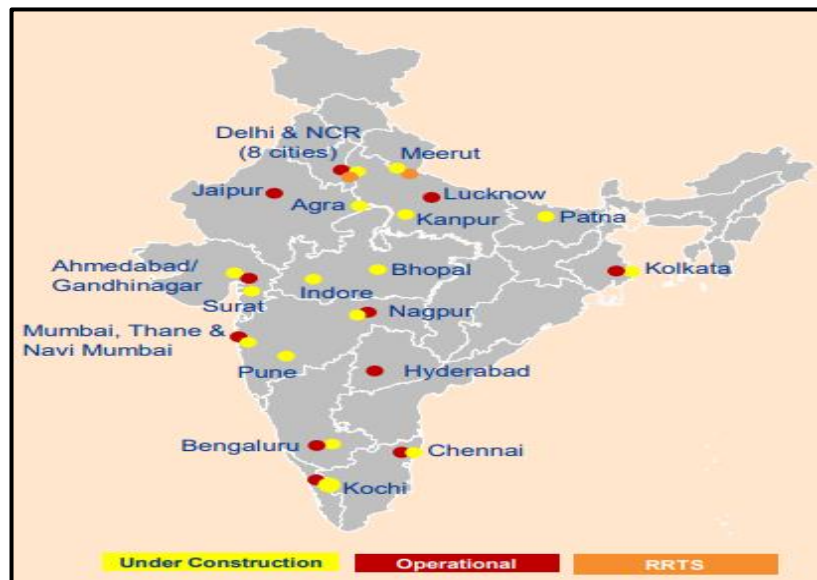 Delhi & NCR
(8 cities)
Meerut
Jaipur
Lucknow
Agra
Kanpur
Patna
Ahmedabad/
Gandhinagar
Bhopal
Kolkata
Surat
Indore
Nagpur
Mumbai, Thane &
Navi Mumbai
Pune
Hyderabad
Bengaluru
Chennai
Kochi
Under Construction
Operational
RRTS